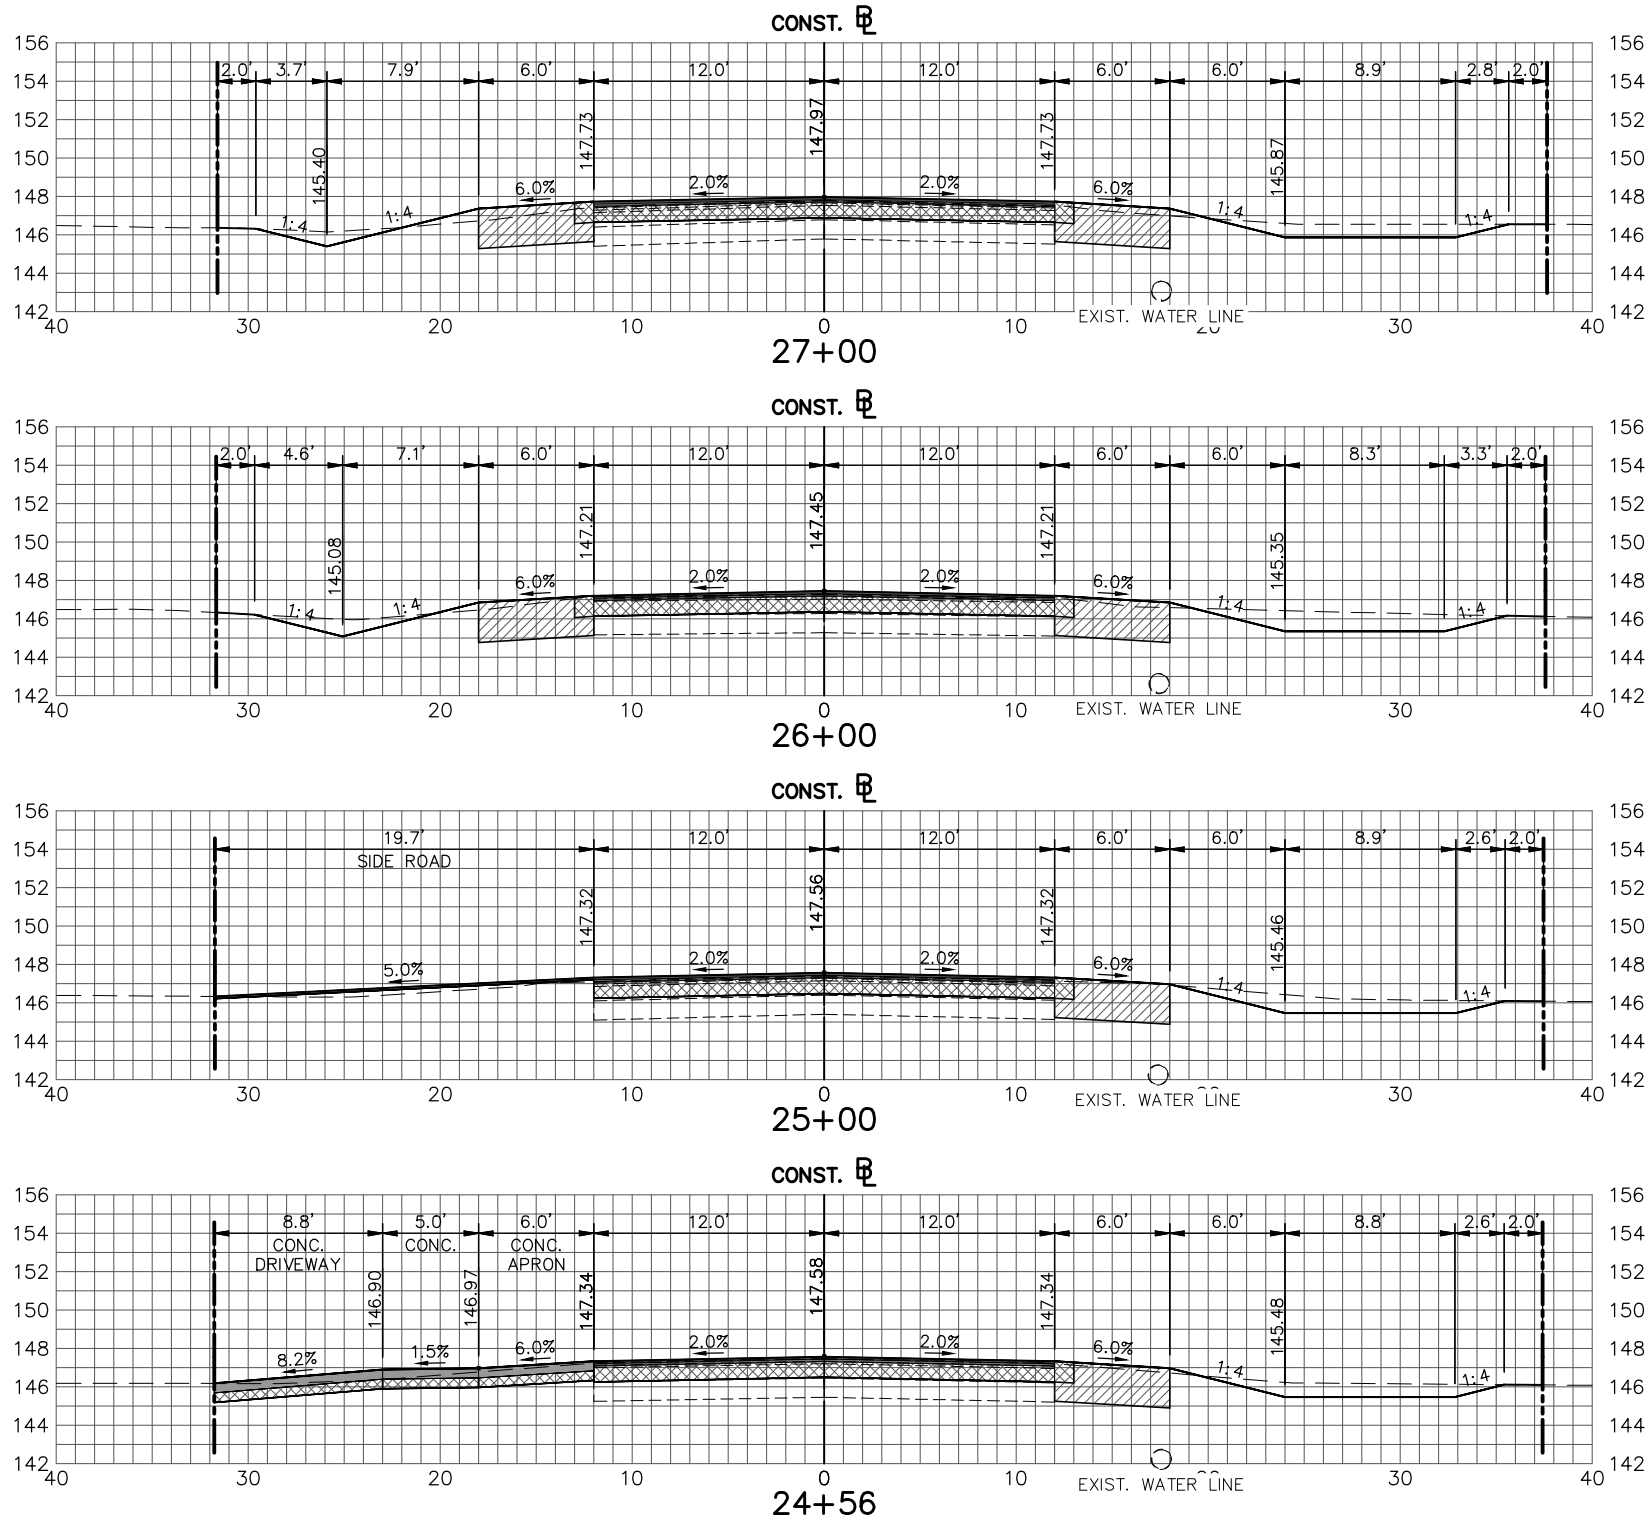 CONST. BL
156 156
2.0' 3.7' 7.9' 6.0' 12.0' 12.0' 6.0' 6.0' 8.9' 2.8' 2.0'
154 154
152 152
145.40 147.73 147.97 147.73 145.87
150 150
148 6.0% 2.0% 2.0% 6.0% 148
1:4 1:4 1:4 1:4
146 146
144 144
142 142
EXIST. WATER LINE
40 30 20 10 0 10 30 40
27+00
CONST. BL
156 156
2.0' 4.6' 7.1' 6.0' 12.0' 12.0' 6.0' 6.0' 8.3' 3.3' 2.0'
154 154
152 152
145.08 147.21 147.45 147.21 145.35
150 150
148 6.0% 2.0% 2.0% 6.0% 148
1:4 1:4 1:4 1:4
146 146
144 144
142 142
40 30 20 10 0 10 EXIST. WATER LINE 30 40
26+00
CONST. BL
156 156
19.7' 12.0' 12.0' 6.0' 6.0' 8.9' 2.6' 2.0'
154 154
SIDE ROAD
152 152
147.32 147.56 147.32 145.46
150 150
148 5.0% 2.0% 2.0% 6.0% 148
1:4 1:4
146 146
144 144
142 142
40 30 20 10 0 10 30 40
EXIST. WATER LINE
25+00
CONST. BL
156 156
8.8' 5.0' 6.0' 12.0' 12.0' 6.0' 6.0' 8.8' 2.6' 2.0'
154 154
CONC. CONC. CONC.
DRIVEWAY APRON
152 152
146.90 146.97 147.34 147.58 147.34 145.48
150 150
148 8.2% 1.5% 6.0% 2.0% 2.0% 6.0% 148
1:4 1:4
146 146
144 144
142 142
40 30 20 10 0 10 30 40
EXIST. WATER LINE
24+56